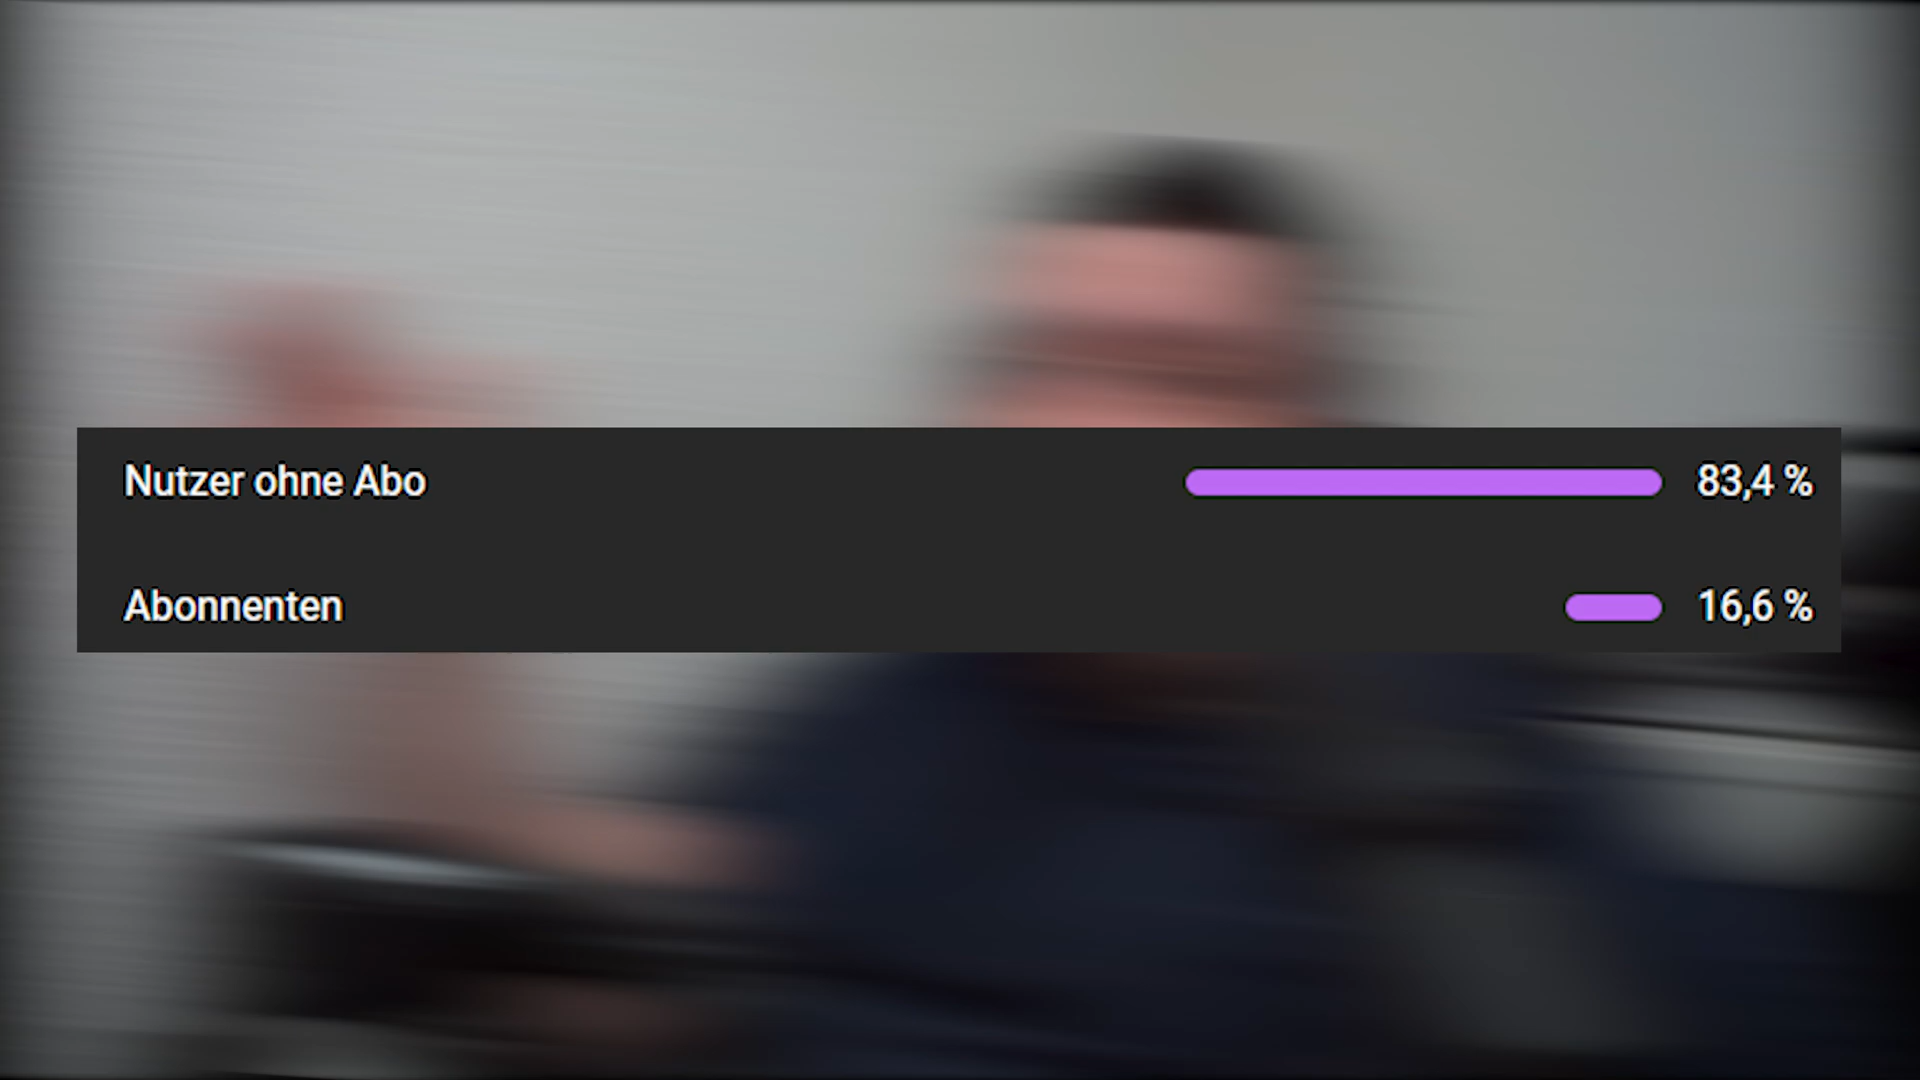 Nutzer ohne Abo 83,4 %
Abonnenten 16,6 %